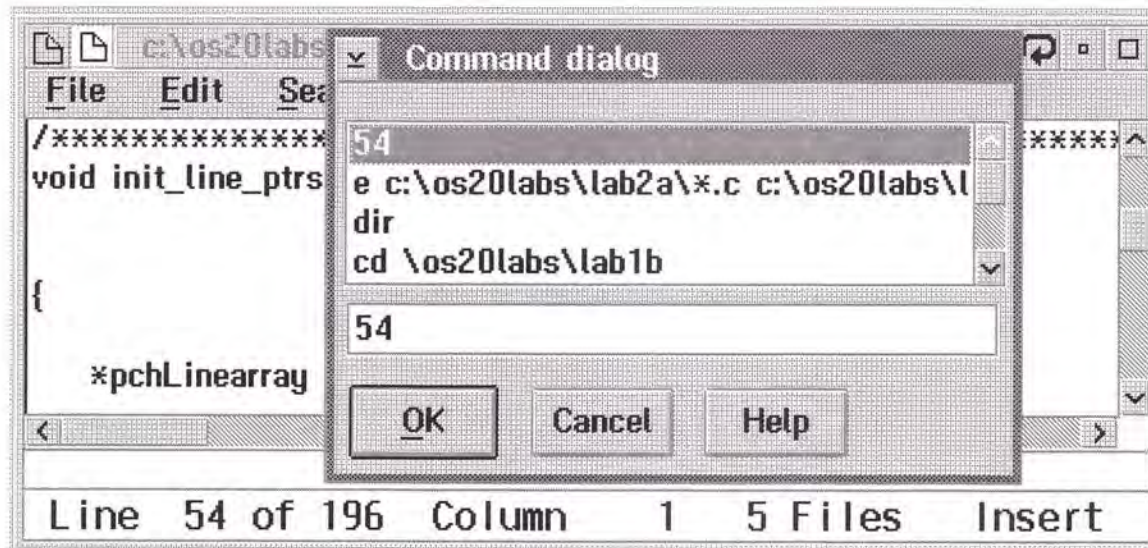 c:\os20labs
Command dialog
File Edit Sea
/**************
*****
void init_line_ptrs
{
*pchLinearray
54
e c:\os20labs\lab2a\*.c c:\os20labs\l
dir
cd \os20labs\lab1b
54
OK Cancel Help
Line 54 of 196 Column 1 5 Files Insert